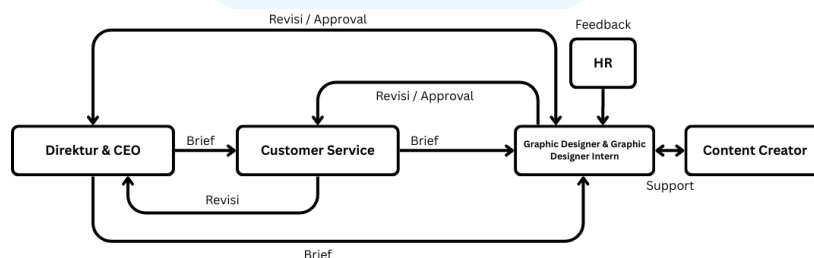 Revisi / Approval
Feedback
HR
Revisi / Approval
Direktur & CEO
Brief
Customer Service
Brief
Graphic Designer & Graphic
Designer Intern
Content Creator
Support
Revisi
Brief